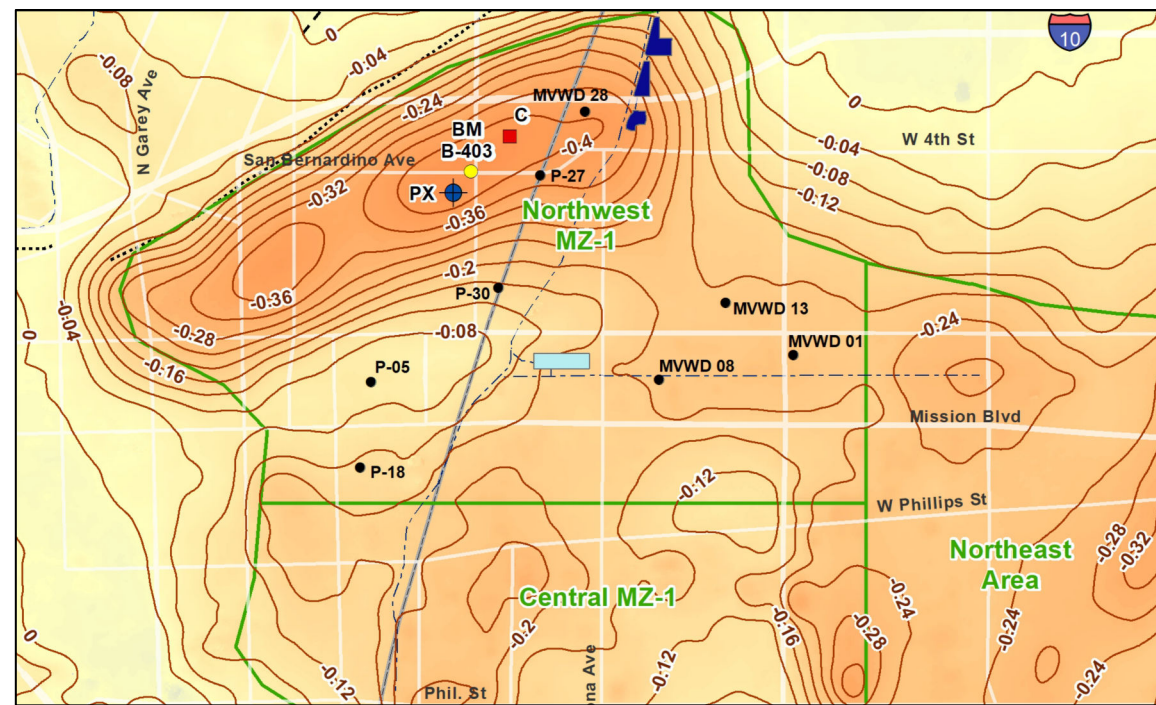 0
-0.04
10
-0.08
N Garey Ave
-0.24
MVWD 28
C
0
BM
B-403
-0.4
-0.04
W 4th St
San Bernardino Ave
-0.08
P-27
-0.32
PX
-0.12
-0.36
Northwest
MZ-1
-0.2
-0.36
P-30
-0.04
MVWD 13
-0.24
0
-0.28
-0.08
MVWD 01
-0.16
P-05
MVWD 08
Mission Blvd
P-18
-0.12
W Phillips St
-0.28
-0.32
Northeast
Area
Central MZ-1
-0.24
-0.16
-0.28
-0.24
0
-0.2
-0.12
-0.12
-0.24
Phil. St
ona Ave